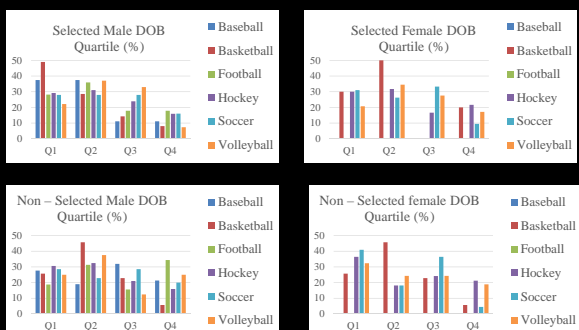 Selected Male DOB
Quartile (%)
50
40
30
20
10
0
Q1 Q2 Q3 Q4
Baseball
Basketball
Football
Hockey
Soccer
Volleyball
Selected Female DOB
Quartile (%)
50
40
30
20
10
0
Q1 Q2 Q3 Q4
Baseball
Basketball
Football
Hockey
Soccer
Volleyball
Non – Selected Male DOB
Quartile (%)
50
40
30
20
10
0
Q1 Q2 Q3 Q4
Baseball
Basketball
Football
Hockey
Soccer
Volleyball
Non – Selected female DOB
Quartile (%)
50
40
30
20
10
0
Q1 Q2 Q3 Q4
Baseball
Basketball
Football
Hockey
Soccer
Volleyball